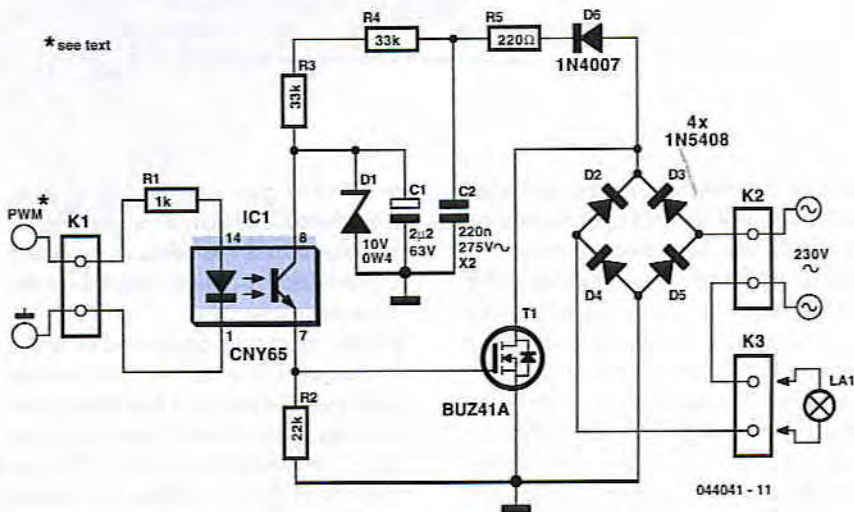 *see text
R4
33k
R5
220Ω
D6
1N4007
R3
33k
4x
1N5408
R1
1k
PWM
*
K1
IC1
14
8
1
7
CNY65
D1
10V
0W4
C1
2µ2
63V
C2
220n
275V~
X2
D2
D3
D4
D5
K2
230V
~
K3
LA1
T1
BUZ41A
R2
22k
044041 - 11